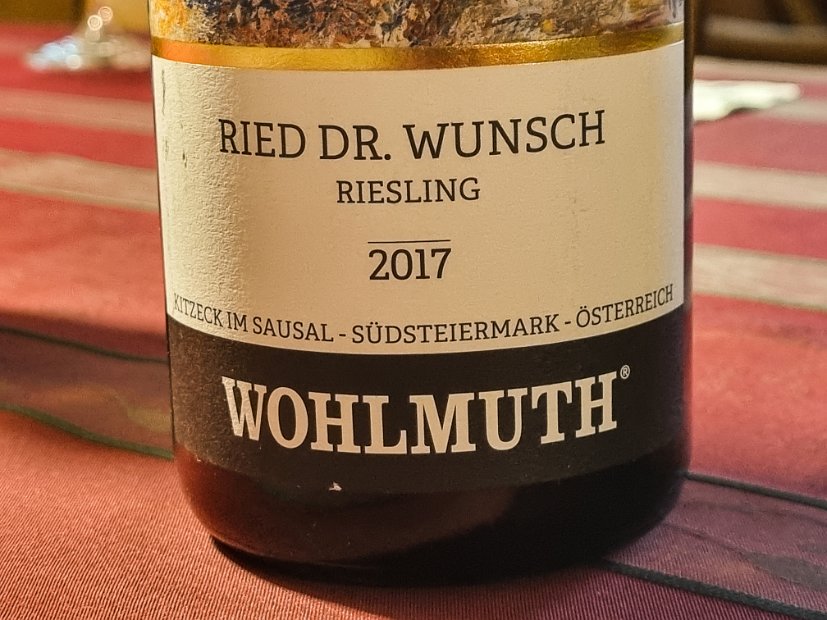 RIED DR. WUNSCH
RIESLING
2017
KITZECK IM SAUSAL - SÜDSTEIERMARK - ÖSTERREICH
WOHLMUTH®